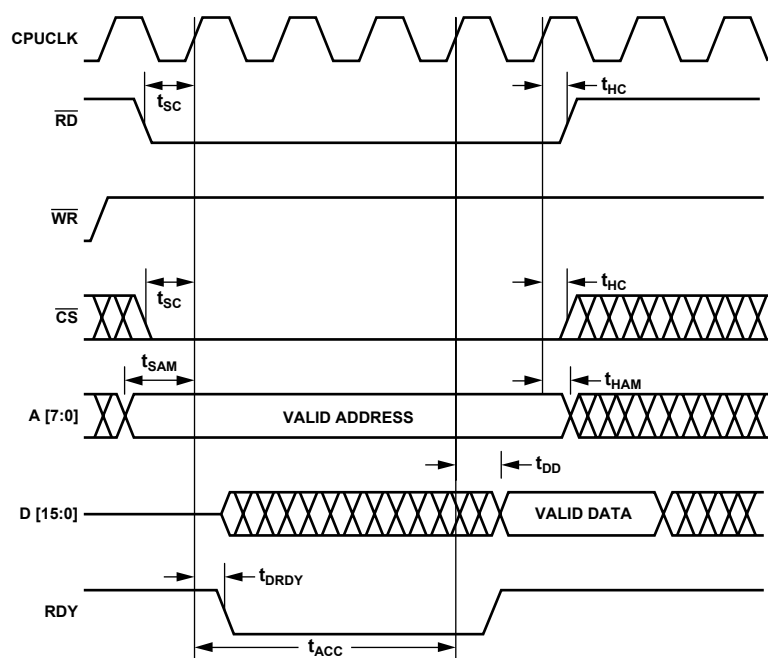 CPUCLK
tSC
tHC
RD
WR
tSC
tHC
CS
tSAM
tHAM
A [7:0]
VALID ADDRESS
tDD
D [15:0]
VALID DATA
tDRDY
RDY
tACC